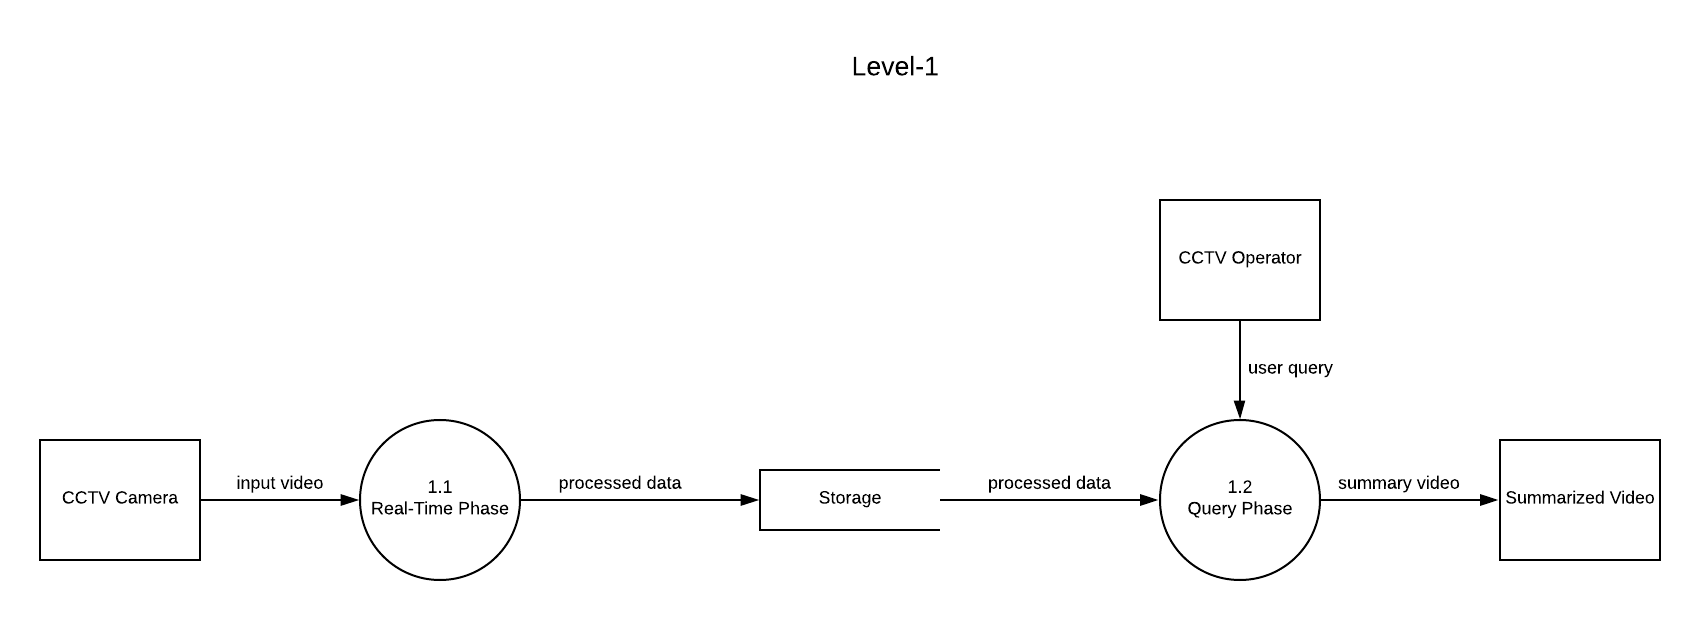 Level-1
CCTV Operator
user query
CCTV Camera
input video
1.1
Real-Time Phase
processed data
Storage
processed data
1.2
Query Phase
summary video
Summarized Video